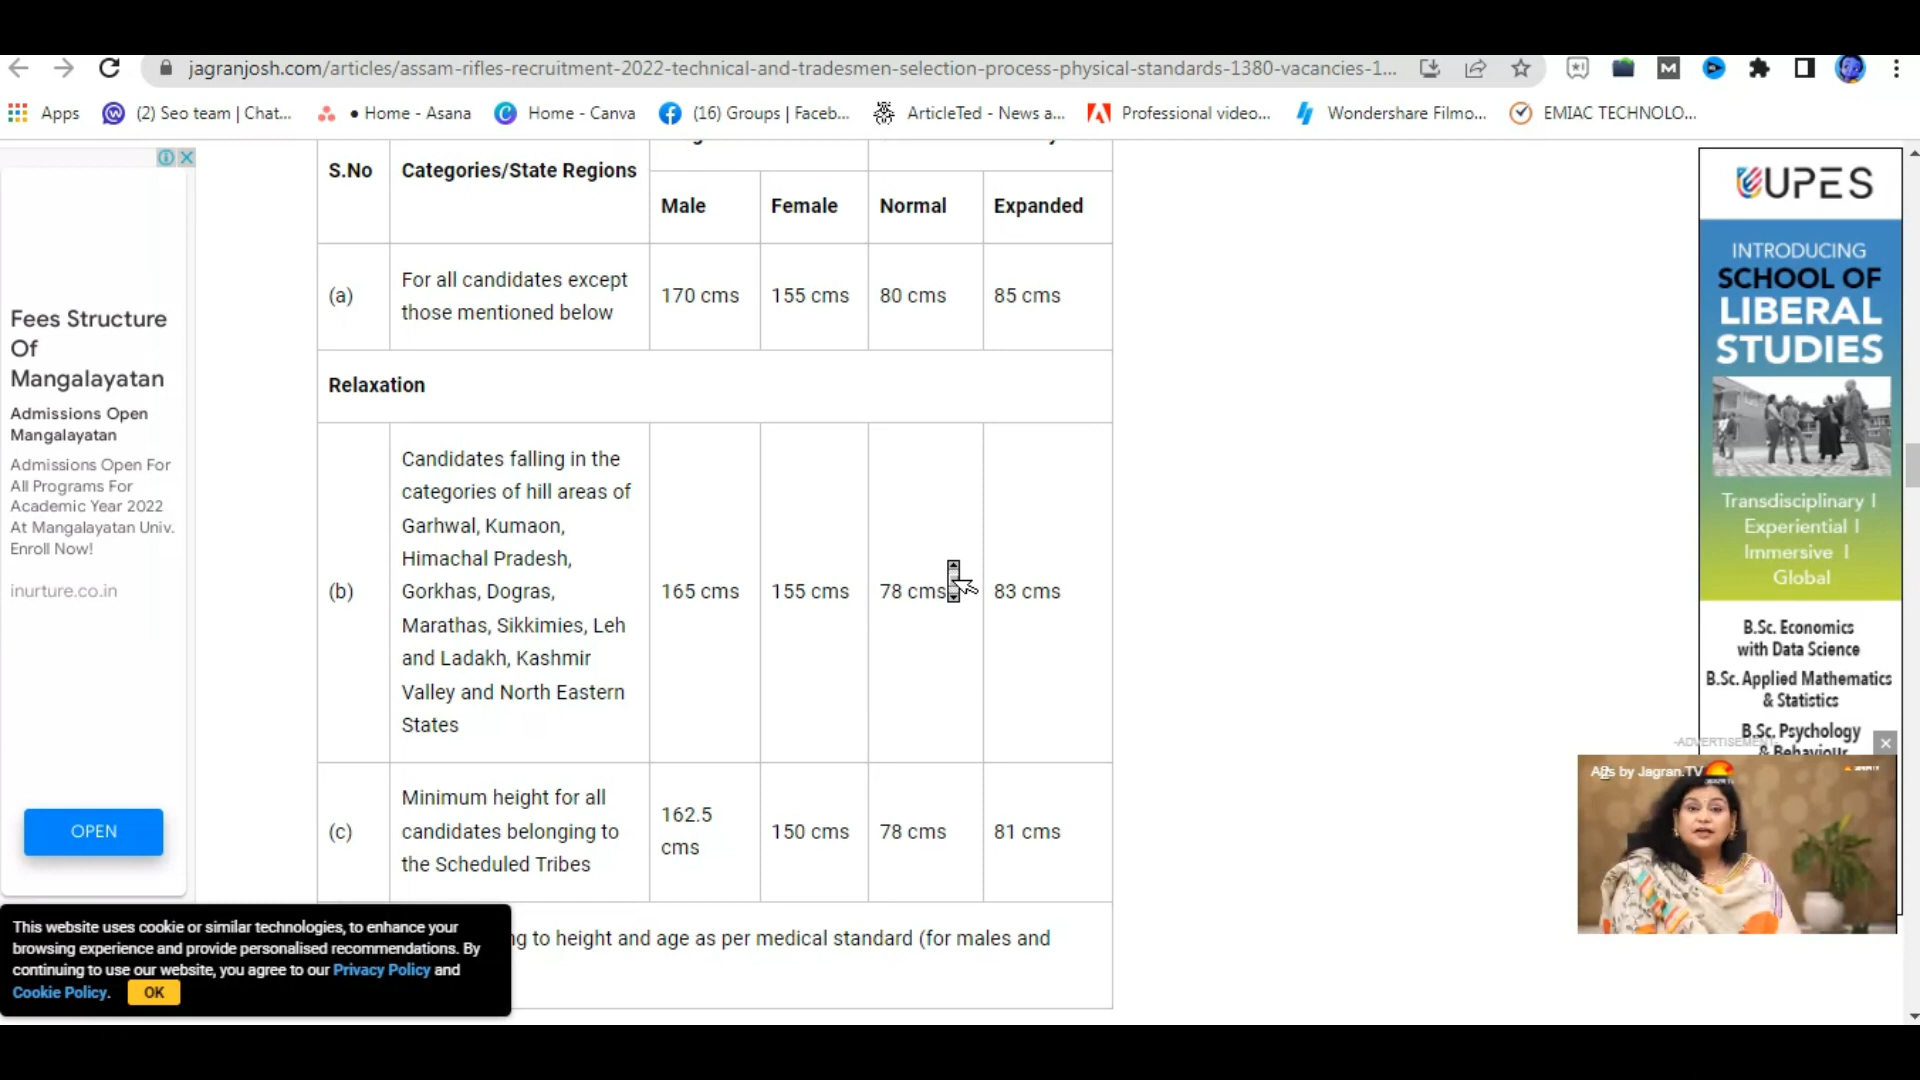 jagranjosh.com/articles/assam-rifles-recruitment-2022-technical-and-tradesmen-selection-process-physical-standards-1380-vacancies-1...
Apps
(2) Seo team | Chat...
• Home - Asana
Home - Canva
(16) Groups | Faceb...
ArticleTed - News a...
Professional video...
Wondershare Filmo...
EMIAC TECHNOLO...
S.No
Categories/State Regions
Male
Female
Normal
Expanded
(a)
For all candidates except
those mentioned below
170 cms
155 cms
80 cms
85 cms
Relaxation
(b)
Candidates falling in the
categories of hill areas of
Garhwal, Kumaon,
Himachal Pradesh,
Gorkhas, Dogras,
Marathas, Sikkimies, Leh
and Ladakh, Kashmir
Valley and North Eastern
States
165 cms
155 cms
78 cms
83 cms
(c)
Minimum height for all
candidates belonging to
the Scheduled Tribes
162.5
cms
150 cms
78 cms
81 cms
to height and age as per medical standard (for males and
Fees Structure
Of
Mangalayatan
Admissions Open
Mangalayatan
Admissions Open For
All Programs For
Academic Year 2022
At Mangalayatan Univ.
Enroll Now!
inurture.co.in
OPEN
This website uses cookie or similar technologies, to enhance your
browsing experience and provide personalised recommendations. By
continuing to use our website, you agree to our Privacy Policy and
Cookie Policy.
OK
UPES
INTRODUCING
SCHOOL OF
LIBERAL
STUDIES
Transdisciplinary |
Experiential |
Immersive |
Global
B.Sc. Economics
with Data Science
B.Sc. Applied Mathematics
& Statistics
B.Sc. Psychology
& Behaviour
-ADVERTISEMENT-
by Jagran.TV